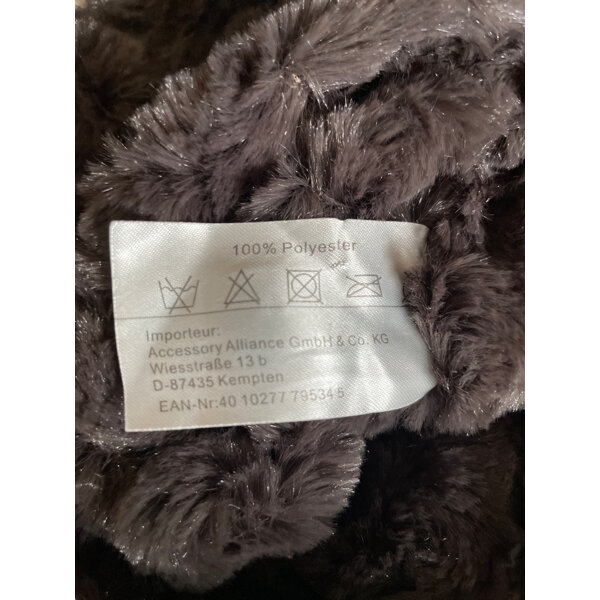 100% Polyester
Importeur:
Accessory Alliance GmbH & Co. KG
Wiesstraße 13 b
D-87435 Kempten
EAN-Nr:40 10277 79534 5